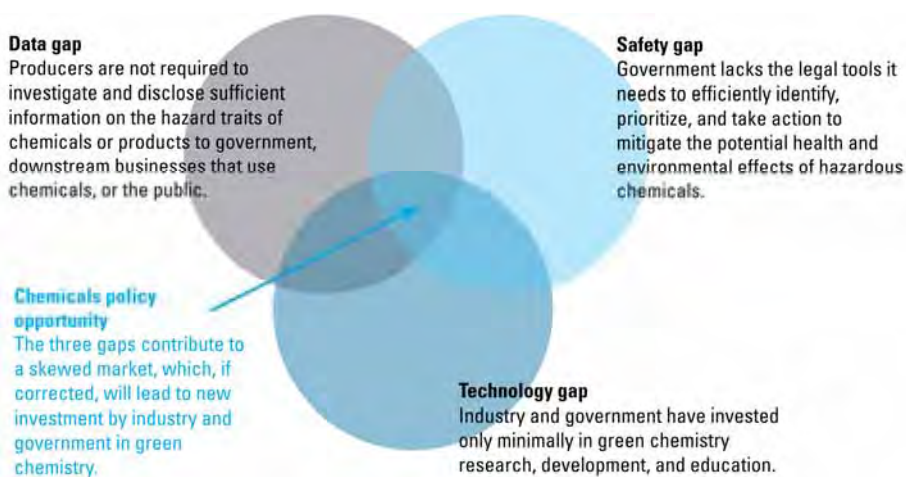 Data gap
Producers are not required to
investigate and disclose sufficient
information on the hazard traits of
chemicals or products to government,
downstream businesses that use
chemicals, or the public.
Safety gap
Government lacks the legal tools it
needs to efficiently identify,
prioritize, and take action to
mitigate the potential health and
environmental effects of hazardous
chemicals.
Chemicals policy
opportunity
The three gaps contribute to
a skewed market, which, if
corrected, will lead to new
investment by industry and
government in green
chemistry.
Technology gap
Industry and government have invested
only minimally in green chemistry
research, development, and education.